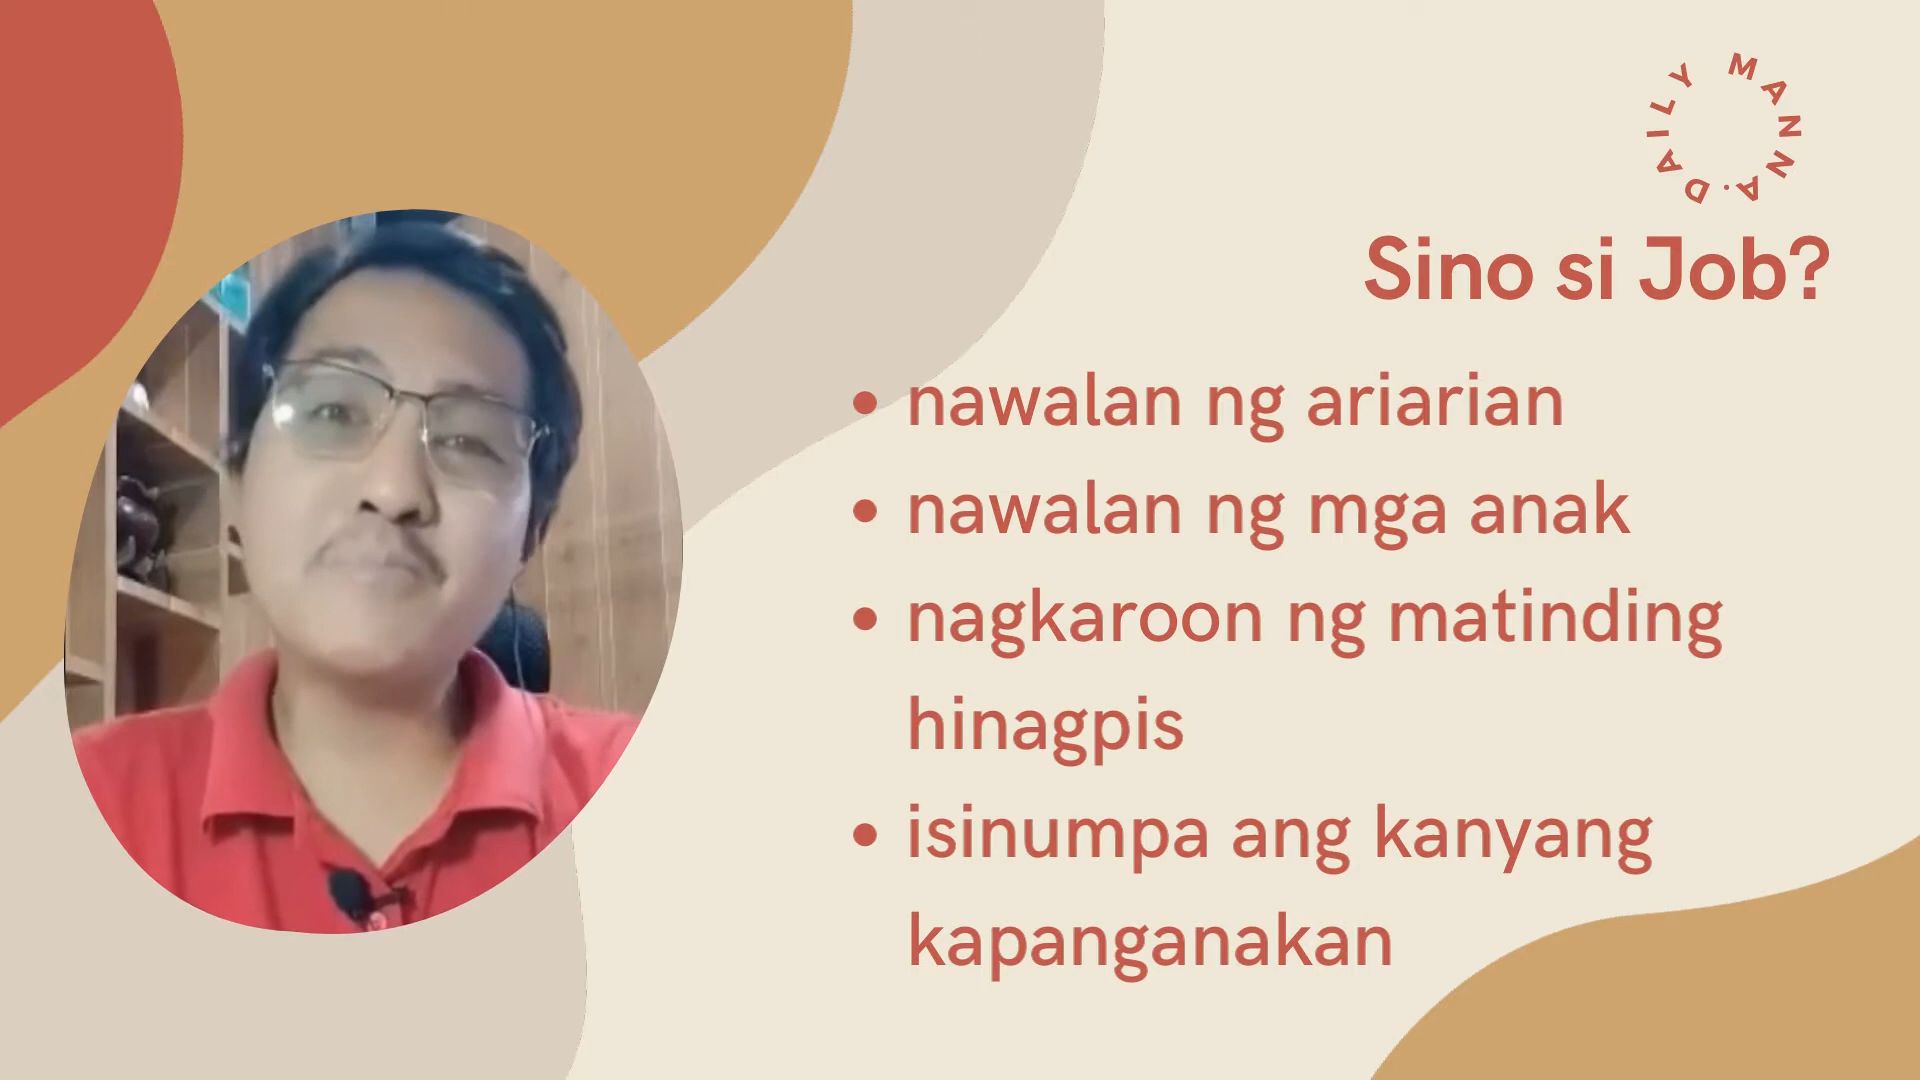 DAILY MANNA.
Sino si Job?
• nawalan ng ariarian
• nawalan ng mga anak
• nagkaroon ng matinding
hinagpis
• isinumpa ang kanyang
kapanganakan